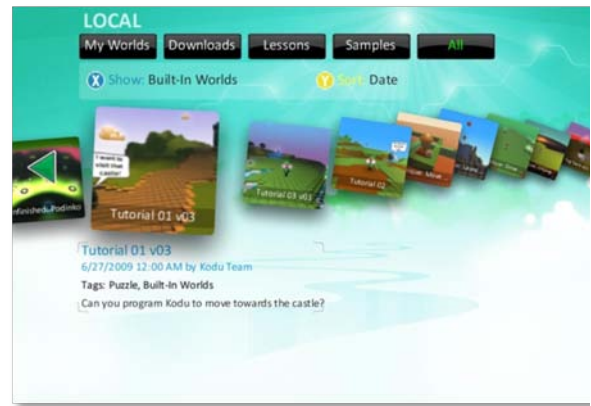 LOCAL
My Worlds Downloads Lessons Samples All
X Show: Built-In Worlds Y Sort: Date
I want to
visit that
castle!
Tutorial 01 v03
Tutorial 03 v03
Tutorial 02
Tutorial 01 v03
6/27/2009 12:00 AM by Kodu Team
Tags: Puzzle, Built-In Worlds
Can you program Kodu to move towards the castle?